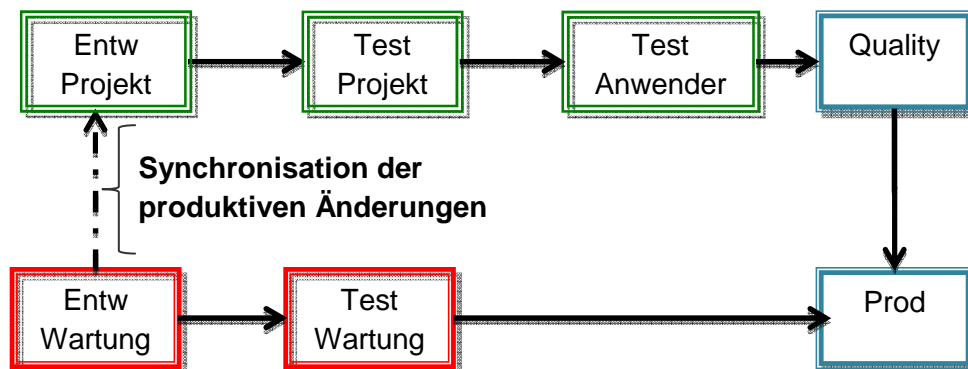 Entw
Projekt
Test
Projekt
Test
Anwender
Quality
Synchronisation der
produktiven Änderungen
Entw
Wartung
Test
Wartung
Prod